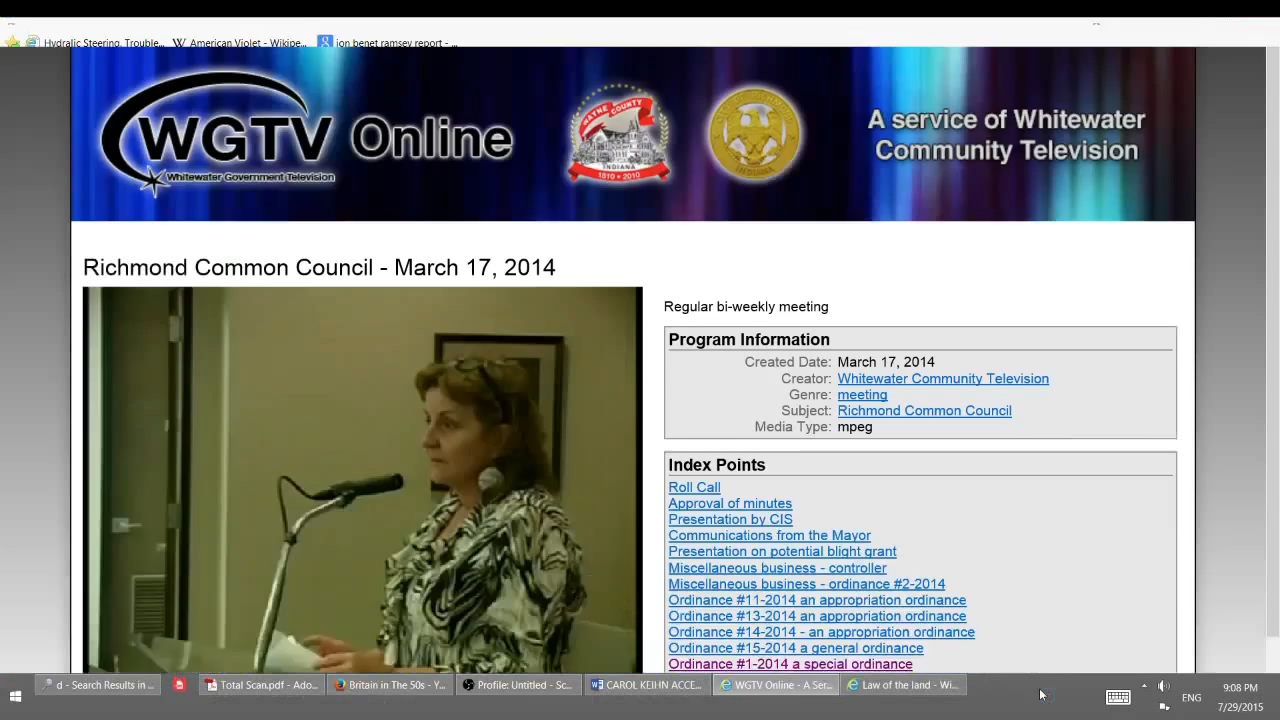 Hydralic Steering, Trouble... American Violet - Wikipe... jon benet ramsey report - ...
WGTV Online
Whitewater Government Television
WAYNE COUNTY
INDIANA
1810 • 2010
INDIANA
A service of Whitewater
Community Television
Richmond Common Council - March 17, 2014
Regular bi-weekly meeting
Program Information
Created Date: March 17, 2014
Creator: Whitewater Community Television
Genre: meeting
Subject: Richmond Common Council
Media Type: mpeg
Index Points
Roll Call
Approval of minutes
Presentation by CIS
Communications from the Mayor
Presentation on potential blight grant
Miscellaneous business - controller
Miscellaneous business - ordinance #2-2014
Ordinance #11-2014 an appropriation ordinance
Ordinance #13-2014 an appropriation ordinance
Ordinance #14-2014 - an appropriation ordinance
Ordinance #15-2014 a general ordinance
Ordinance #1-2014 a special ordinance
d - Search Results in ... Total Scan.pdf - Ado... Britain in The 50s - Y... Profile: Untitled - Sc... CAROL KEIHN ACCE... WGTV Online - A Ser... Law of the land - Wi... ENG 9:08 PM
7/29/2015